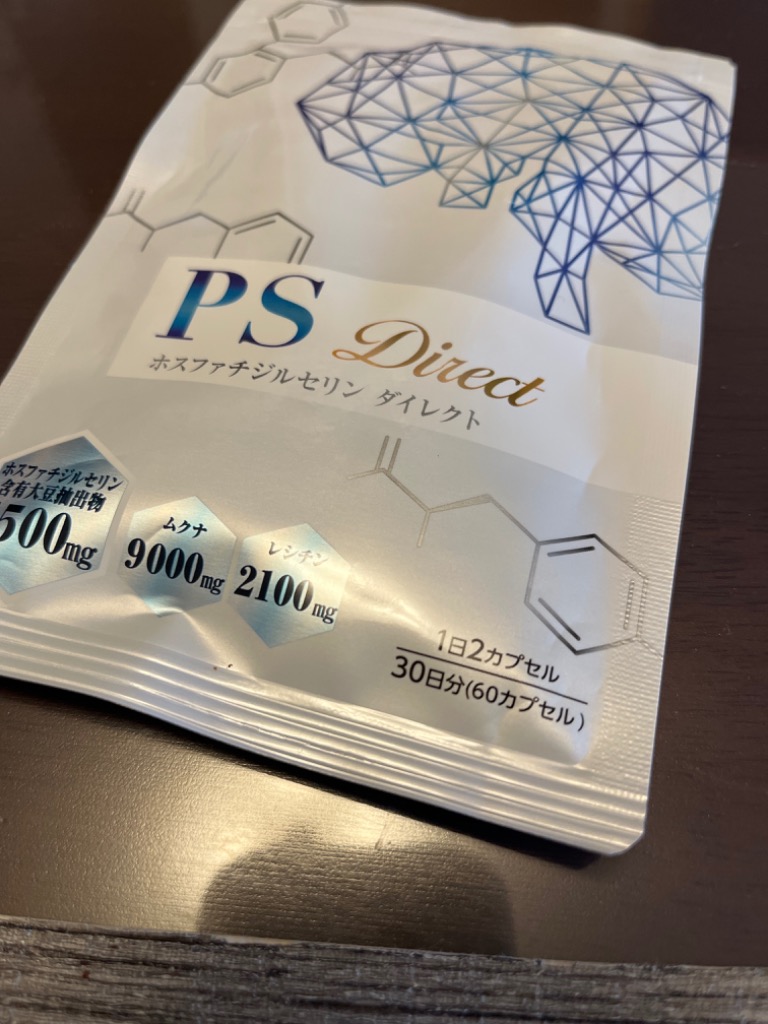 PS Direct
ホスファチジルセリン ダイレクト
ホスファチジルセリン
含有大豆抽出物
500mg
ムクナ
9000mg
レシチン
2100mg
1日2カプセル
30日分(60カプセル)